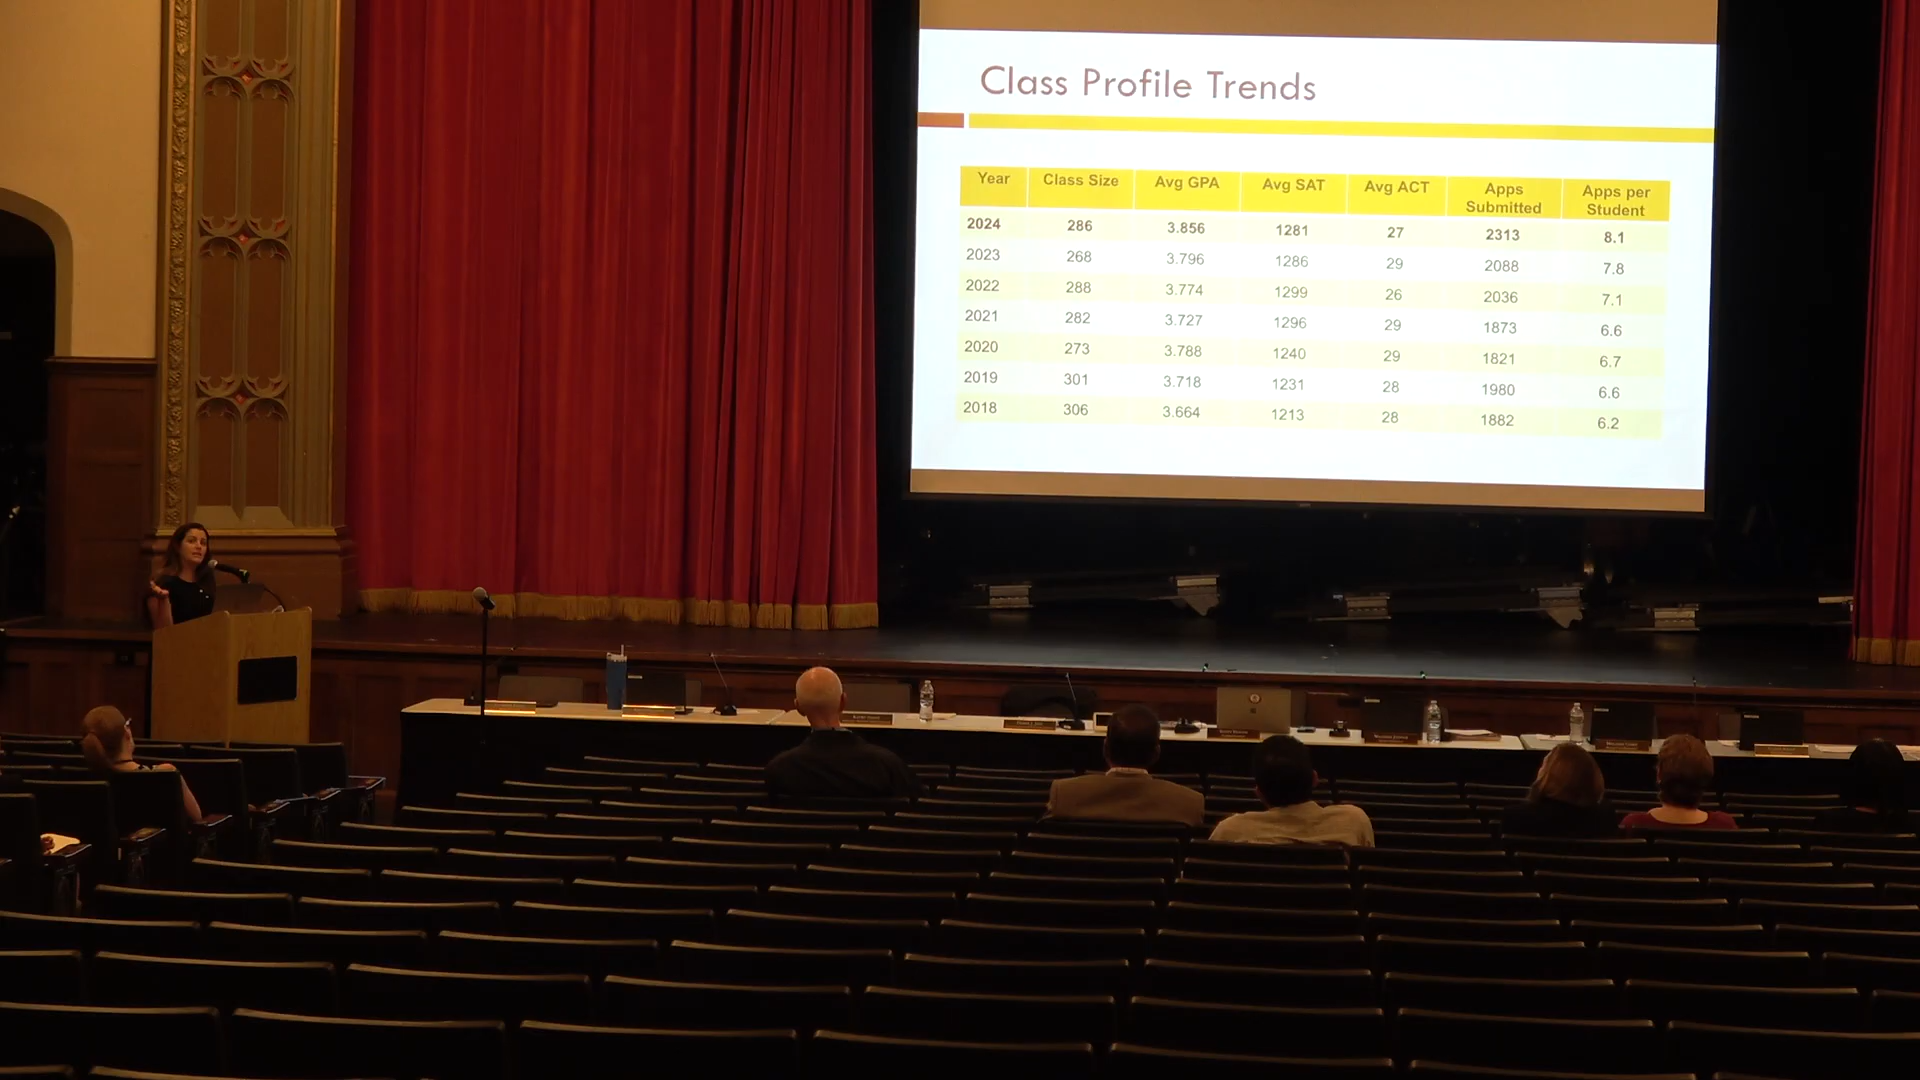 Class Profile Trends
Year Class Size Avg GPA Avg SAT Avg ACT Apps Submitted Apps per Student
2024 286 3.856 1281 27 2313 8.1
2023 268 3.796 1286 29 2088 7.8
2022 288 3.774 1299 26 2036 7.1
2021 282 3.727 1296 29 1873 6.6
2020 273 3.788 1240 29 1821 6.7
2019 301 3.718 1231 28 1980 6.6
2018 306 3.664 1213 28 1882 6.2